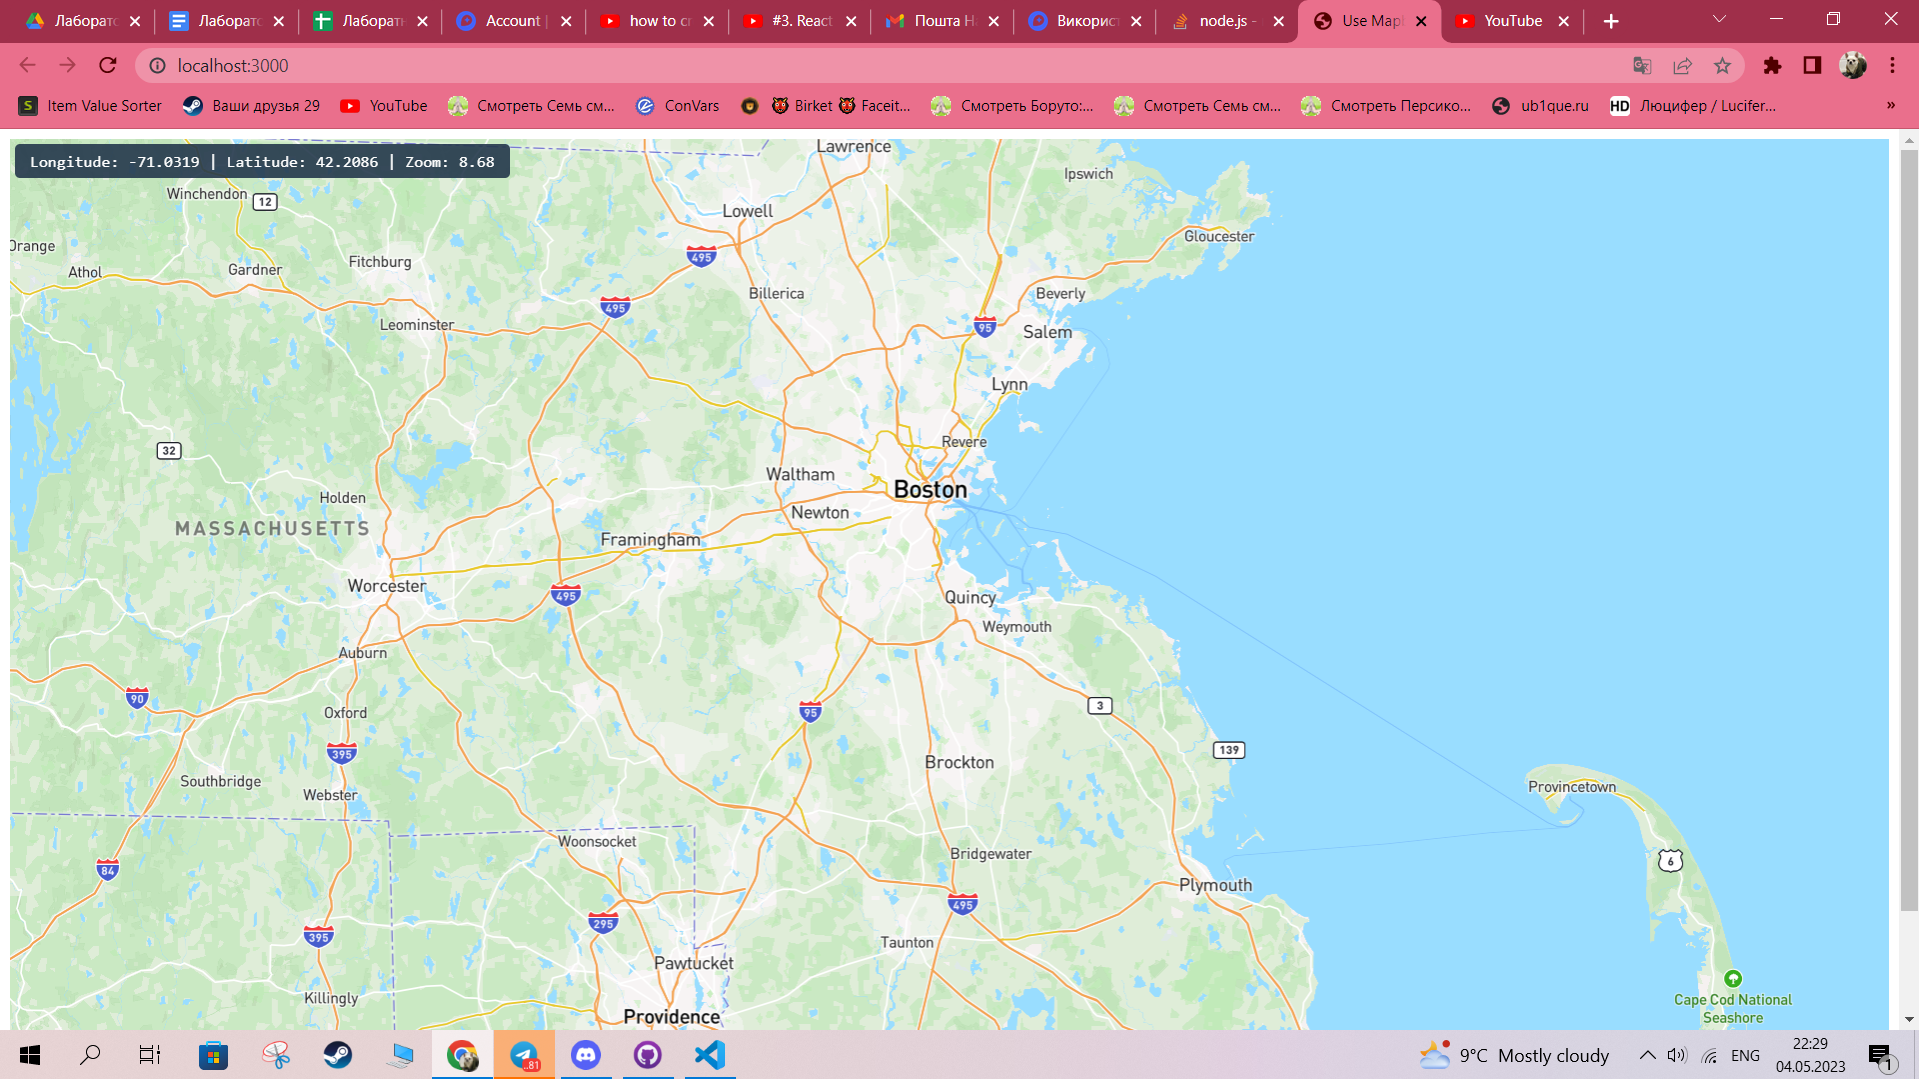 Лаборато
Лаборато
Лаборатн
Account |
how to cr
#3. React
Пошта На
Використ
node.js -
Use Mapb
YouTube
localhost:3000
Item Value Sorter
Ваши друзья 29
YouTube
Смотреть Семь см...
ConVars
Birket
Faceit...
Смотреть Боруто:...
Смотреть Семь см...
Смотреть Персико...
ub1que.ru
HD Люцифер / Lucifer...
»
Longitude: -71.0319 | Latitude: 42.2086 | Zoom: 8.68
Lawrence
Ipswich
Winchendon
12
Lowell
Gloucester
Orange
Athol
Gardner
Fitchburg
495
Billerica
Beverly
495
Leominster
95
Salem
Lynn
32
Revere
Waltham
Boston
Holden
Newton
MASSACHUSETTS
Framingham
Worcester
495
Quincy
Weymouth
Auburn
90
Oxford
95
3
395
139
Brockton
Southbridge
Webster
Provincetown
Woonsocket
Bridgewater
6
84
Plymouth
495
295
395
Taunton
Pawtucket
Killingly
Cape Cod National
Seashore
Providence
81
9°C Mostly cloudy
ENG
22:29
04.05.2023
1